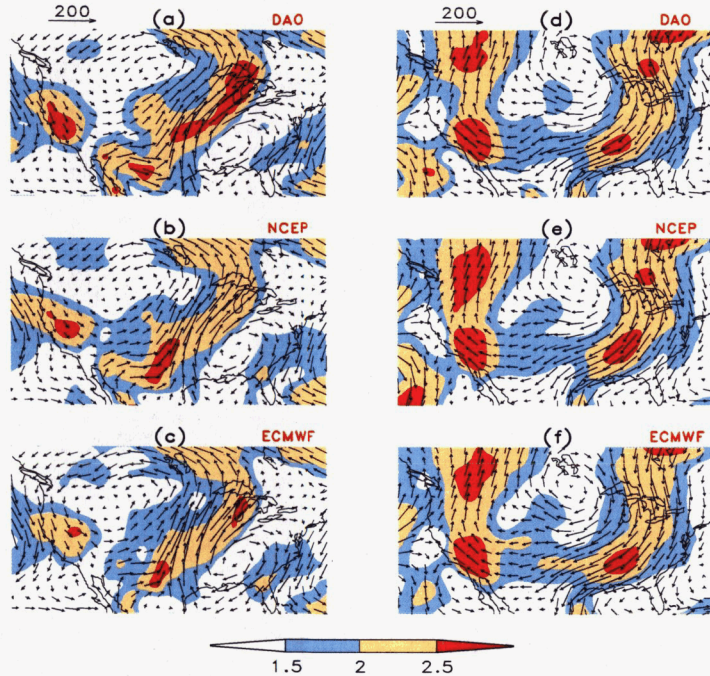 200 (a) DAO
200 (d) DAO
(b) NCEP
(e) NCEP
(c) ECMWF
(f) ECMWF
1.5 2 2.5